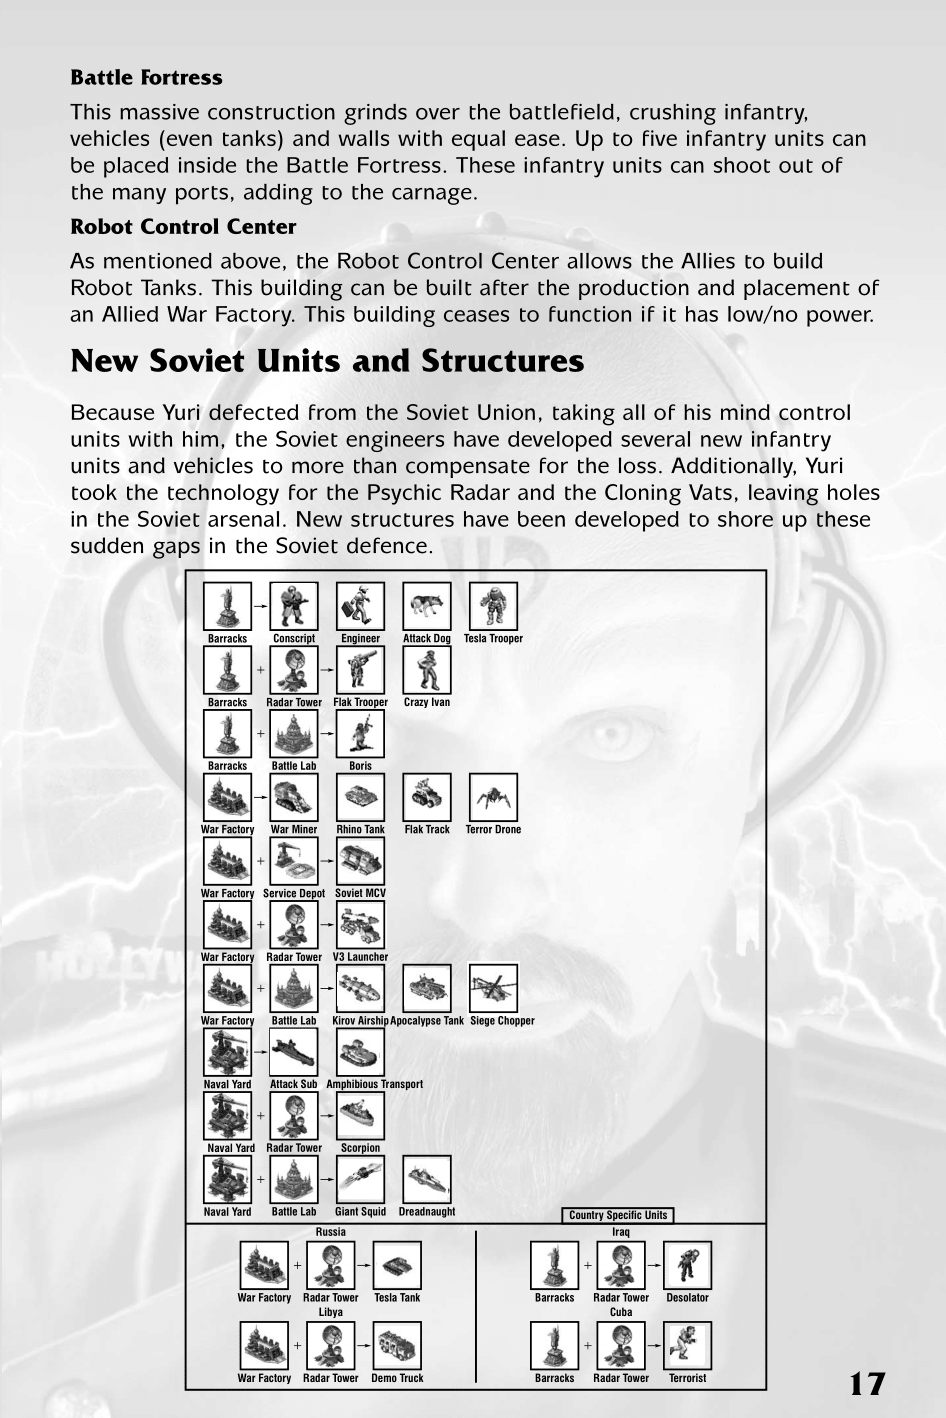 Battle Fortress
This massive construction grinds over the battlefield, crushing infantry,
vehicles (even tanks) and walls with equal ease. Up to five infantry units can
be placed inside the Battle Fortress. These infantry units can shoot out of
the many ports, adding to the carnage.
Robot Control Center
As mentioned above, the Robot Control Center allows the Allies to build
Robot Tanks. This building can be built after the production and placement of
an Allied War Factory. This building ceases to function if it has low/no power.
New Soviet Units and Structures
Because Yuri defected from the Soviet Union, taking all of his mind control
units with him, the Soviet engineers have developed several new infantry
units and vehicles to more than compensate for the loss. Additionally, Yuri
took the technology for the Psychic Radar and the Cloning Vats, leaving holes
in the Soviet arsenal. New structures have been developed to shore up these
sudden gaps in the Soviet defence.
Barracks Conscript Engineer Attack Dog Tesla Trooper
+
Barracks Radar Tower Flak Trooper Crazy Ivan
+
Barracks Battle Lab Boris
War Factory War Miner Rhino Tank Flak Track Terror Drone
+
War Factory Service Depot Soviet MCV
+
War Factory Radar Tower V3 Launcher
+
War Factory Battle Lab Kirov Airship Apocalypse Tank Siege Chopper
Naval Yard Attack Sub Amphibious Transport
+
Naval Yard Radar Tower Scorpion
+
Naval Yard Battle Lab Giant Squid Dreadnaught
Country Specific Units
Russia
+
War Factory Radar Tower Tesla Tank
Libya
+
War Factory Radar Tower Demo Truck
Iraq
+
Barracks Radar Tower Desolator
Cuba
+
Barracks Radar Tower Terrorist
HOLLYW
17